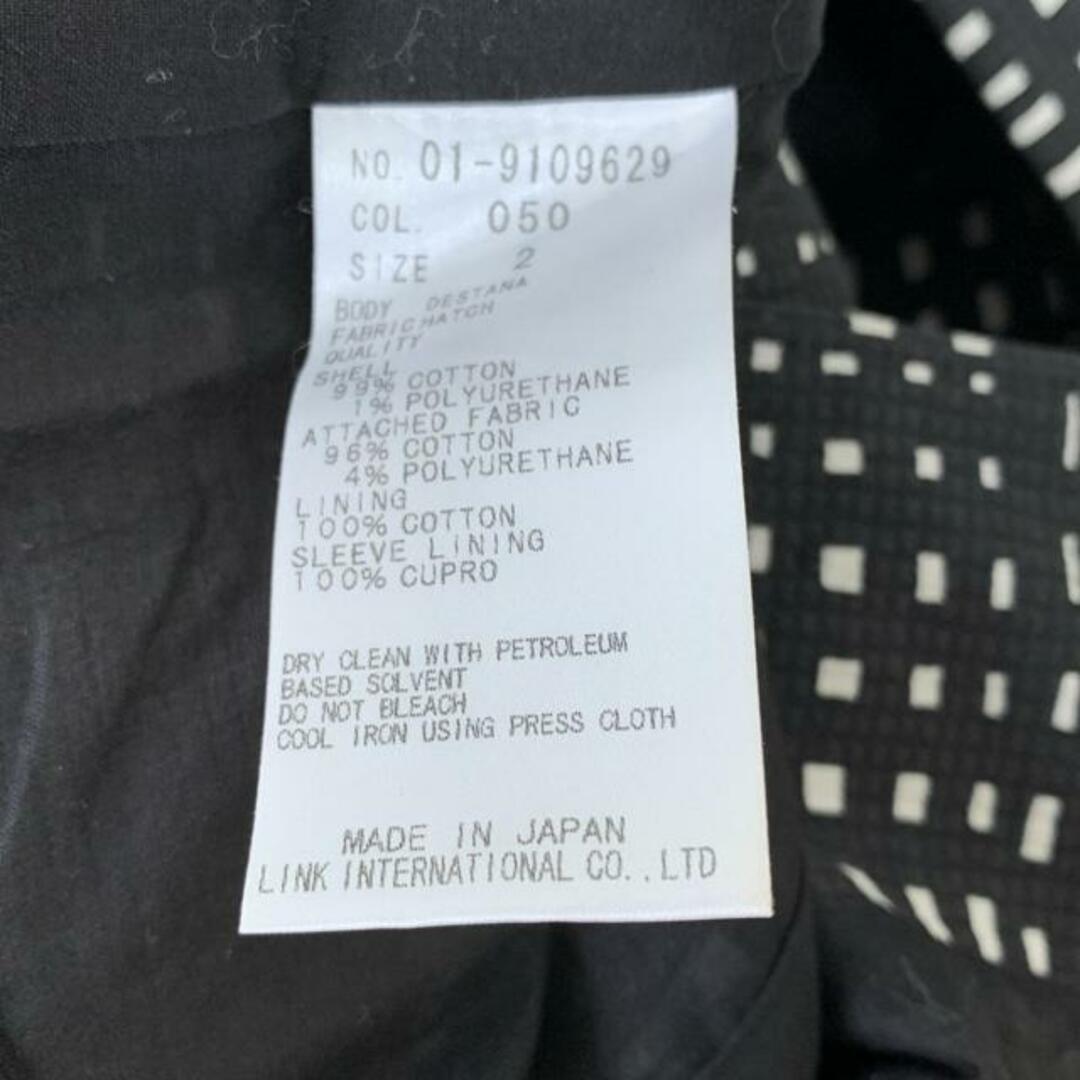 NO. 01-9109629
COL. 050
SIZE 2
BODY DESTANA
FABRIC HATCH
QUALITY
SHELL
99% COTTON
1% POLYURETHANE
ATTACHED FABRIC
96% COTTON
4% POLYURETHANE
LINING
100% COTTON
SLEEVE LINING
100% CUPRO
DRY CLEAN WITH PETROLEUM
BASED SOLVENT
DO NOT BLEACH
COOL IRON USING PRESS CLOTH
MADE IN JAPAN
LINK INTERNATIONAL CO.,LTD